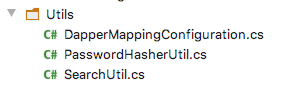 Utils
C# DapperMappingConfiguration.cs
C# PasswordHasherUtil.cs
C# SearchUtil.cs